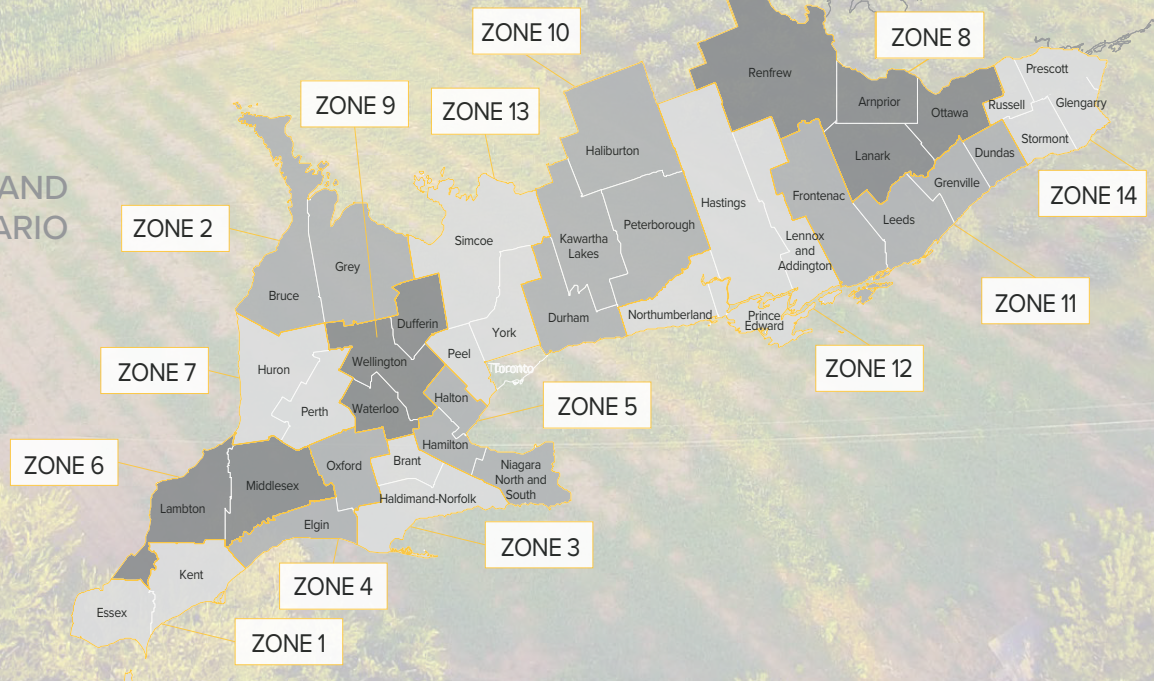 ZONE 10
ZONE 8
Prescott
Renfrew
ZONE 9
ZONE 13
Arnprior
Ottawa
Russell
Glengarry
Stormont
Haliburton
Lanark
Dundas
AND
ARIO
ZONE 2
Grenville
ZONE 14
Frontenac
Hastings
Leeds
Simcoe
Kawartha
Lakes
Peterborough
Lennox
and
Addington
Grey
Bruce
ZONE 11
Dufferin
Durham
Northumberland
Prince
Edward
York
Peel
Wellington
Huron
ZONE 7
Toronto
ZONE 12
Perth
Waterloo
Halton
ZONE 5
Hamilton
ZONE 6
Oxford
Brant
Niagara
North and
South
Middlesex
Lambton
Haldimand-Norfolk
Elgin
ZONE 3
Kent
ZONE 4
Essex
ZONE 1